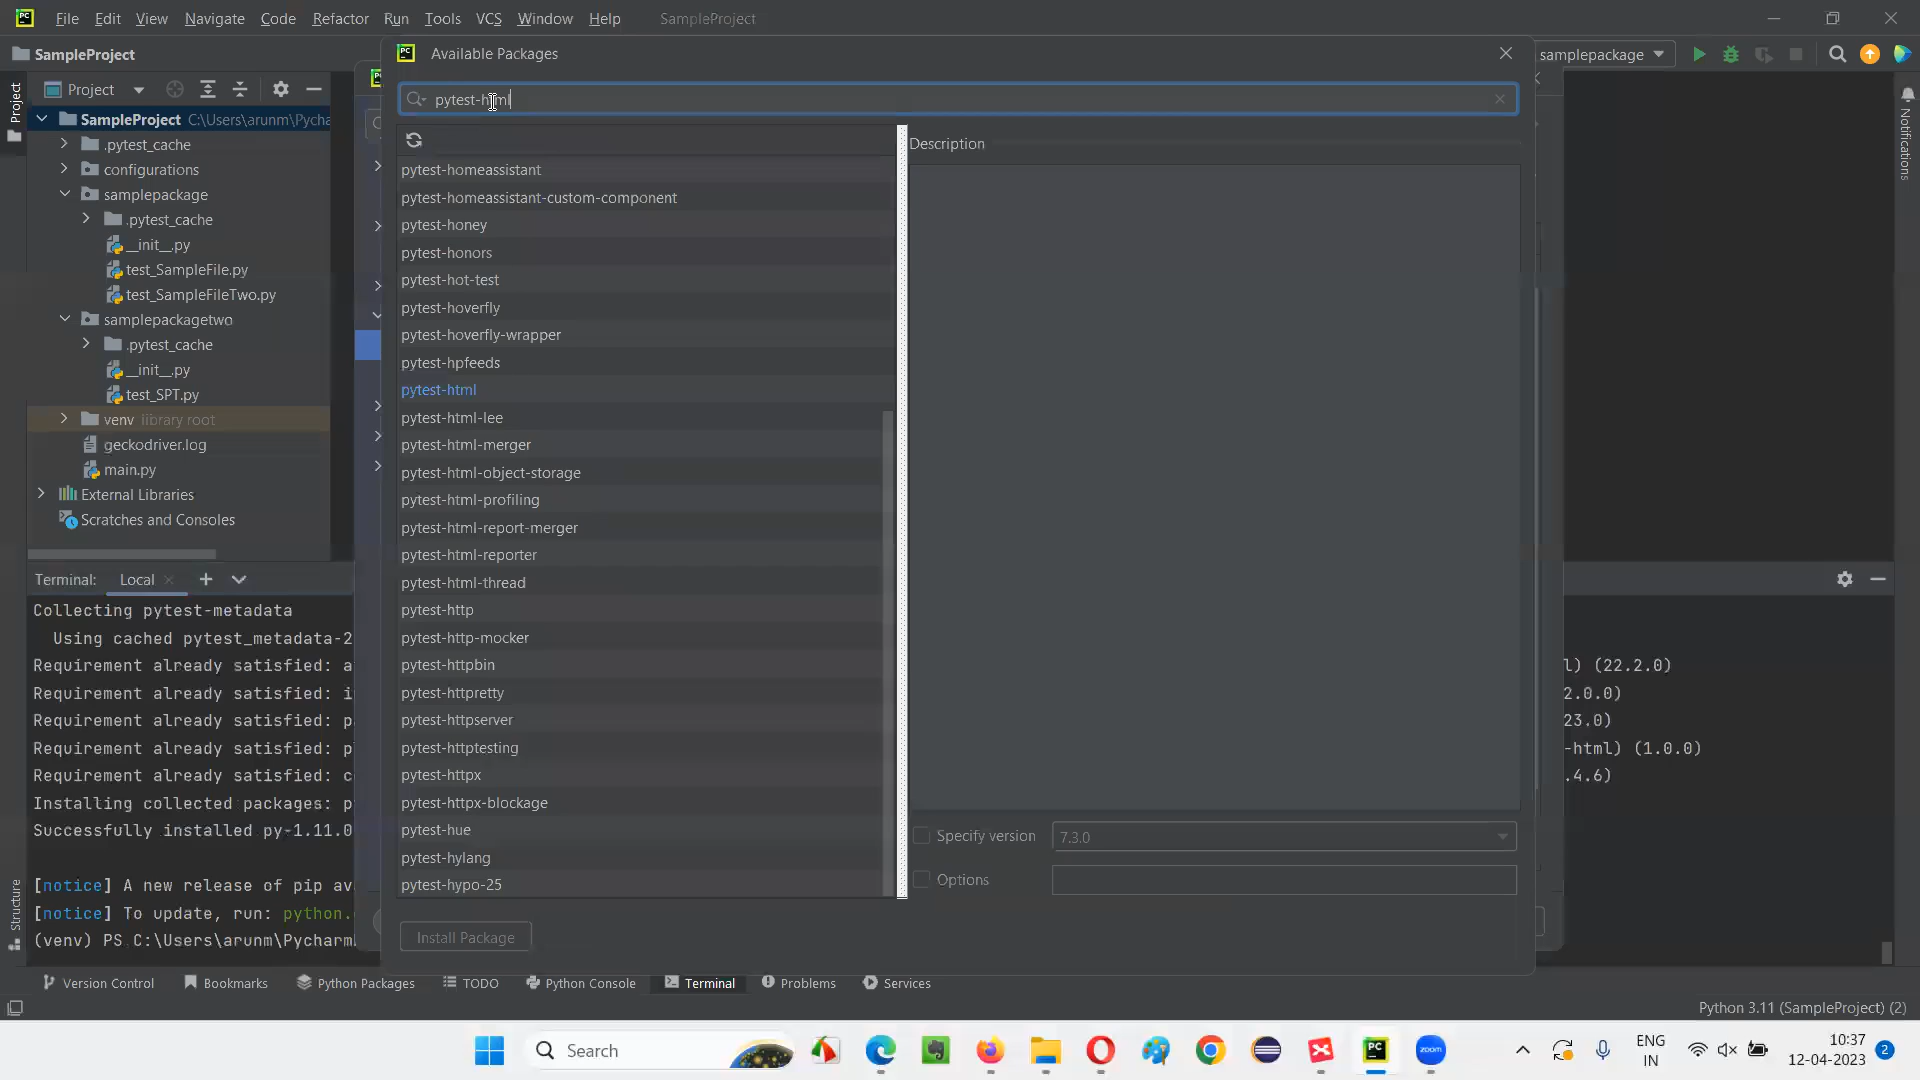 File Edit View Navigate Code Refactor Run Tools VCS Window Help SampleProject
SampleProject
Available Packages
samplepackage
Project
pytest-html
SampleProject C:\Users\arunm\Pycha
.pytest_cache
configurations
samplepackage
.pytest_cache
__init__.py
test_SampleFile.py
test_SampleFileTwo.py
samplepackagetwo
.pytest_cache
__init__.py
test_SPT.py
venv library root
geckodriver.log
main.py
External Libraries
Scratches and Consoles
Project
Structure
Notifications
pytest-homeassistant
pytest-homeassistant-custom-component
pytest-honey
pytest-honors
pytest-hot-test
pytest-hoverfly
pytest-hoverfly-wrapper
pytest-hpfeeds
pytest-html
pytest-html-lee
pytest-html-merger
pytest-html-object-storage
pytest-html-profiling
pytest-html-report-merger
pytest-html-reporter
pytest-html-thread
pytest-http
pytest-http-mocker
pytest-httpbin
pytest-httpretty
pytest-httpserver
pytest-httptesting
pytest-httpx
pytest-httpx-blockage
pytest-hue
pytest-hylang
pytest-hypo-25
Description
Specify version 7.3.0
Options
Install Package
Terminal: Local
Collecting pytest-metadata
Using cached pytest_metadata-2
Requirement already satisfied: a
Requirement already satisfied: i
Requirement already satisfied: p
Requirement already satisfied: p
Requirement already satisfied: c
Installing collected packages: p
Successfully installed py-1.11.0
l) (22.2.0)
2.0.0)
23.0)
-html) (1.0.0)
.4.6)
[notice] A new release of pip av
[notice] To update, run: python.
(venv) PS C:\Users\arunm\Pycharm
Version Control Bookmarks Python Packages TODO Python Console Terminal Problems Services
Python 3.11 (SampleProject) (2)
Search
zoom
ENG
IN
10:37
12-04-2023
2